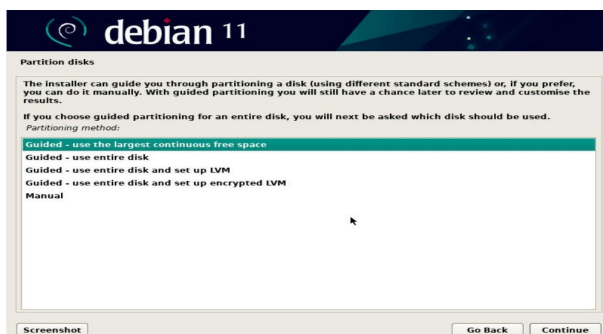 debian 11
Partition disks
The installer can guide you through partitioning a disk (using different standard schemes) or, if you prefer,
you can do it manually. With guided partitioning you will still have a chance later to review and customise the
results.
If you choose guided partitioning for an entire disk, you will next be asked which disk should be used.
Partitioning method:
Guided - use the largest continuous free space
Guided - use entire disk
Guided - use entire disk and set up LVM
Guided - use entire disk and set up encrypted LVM
Manual
Screenshot
Go Back
Continue